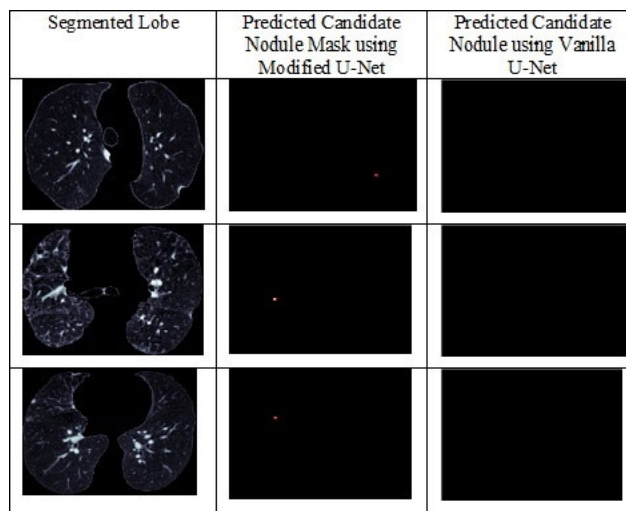 Segmented Lobe
Predicted Candidate
Nodule Mask using
Modified U-Net
Predicted Candidate
Nodule using Vanilla
U-Net